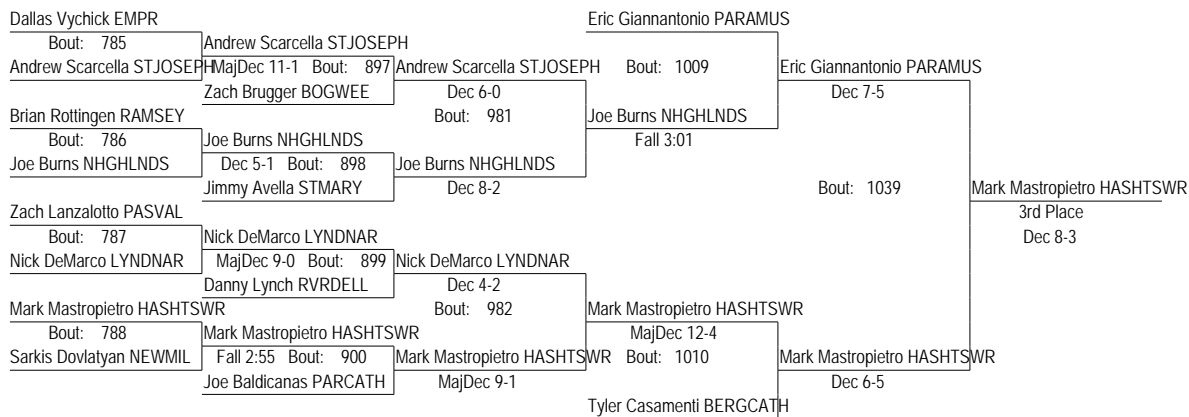 Dallas Vychick EMPR
Eric Giannantonio PARAMUS
Bout: 785
Andrew Scarcella STJOSEPH
Andrew Scarcella STJOSEPH
MajDec 11-1 Bout: 897
Andrew Scarcella STJOSEPH
Bout: 1009
Eric Giannantonio PARAMUS
Zach Brugger BOGWEE
Dec 6-0
Dec 7-5
Brian Rottingen RAMSEY
Bout: 981
Joe Burns NHGHLNDS
Bout: 786
Joe Burns NHGHLNDS
Fall 3:01
Joe Burns NHGHLNDS
Dec 5-1 Bout: 898
Joe Burns NHGHLNDS
Jimmy Avella STMARY
Dec 8-2
Bout: 1039
Mark Mastropietro HASHTSWR
Zach Lanzalotto PASVAL
3rd Place
Bout: 787
Nick DeMarco LYNDNAR
Dec 8-3
Nick DeMarco LYNDNAR
MajDec 9-0 Bout: 899
Nick DeMarco LYNDNAR
Danny Lynch RVRDELL
Dec 4-2
Mark Mastropietro HASHTSWR
Bout: 982
Mark Mastropietro HASHTSWR
Bout: 788
Mark Mastropietro HASHTSWR
MajDec 12-4
Sarkis Dovlatyan NEWMIL
Fall 2:55 Bout: 900
Mark Mastropietro HASHTSWR
Bout: 1010
Mark Mastropietro HASHTSWR
Joe Baldicanas PARCATH
MajDec 9-1
Dec 6-5
Tyler Casamenti BERGCATH